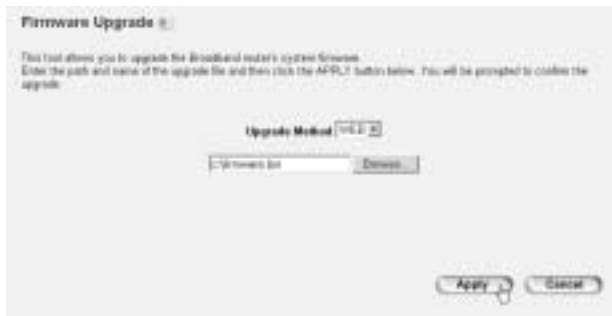 Firmware Upgrade
This tool allows you to upgrade the Broadband router's system firmware.
Enter the path and name of the upgrade file and then click the APPLY button below. You will be prompted to confirm the
upgrade.
Upgrade Method WEB
Browse...
Apply Cancel